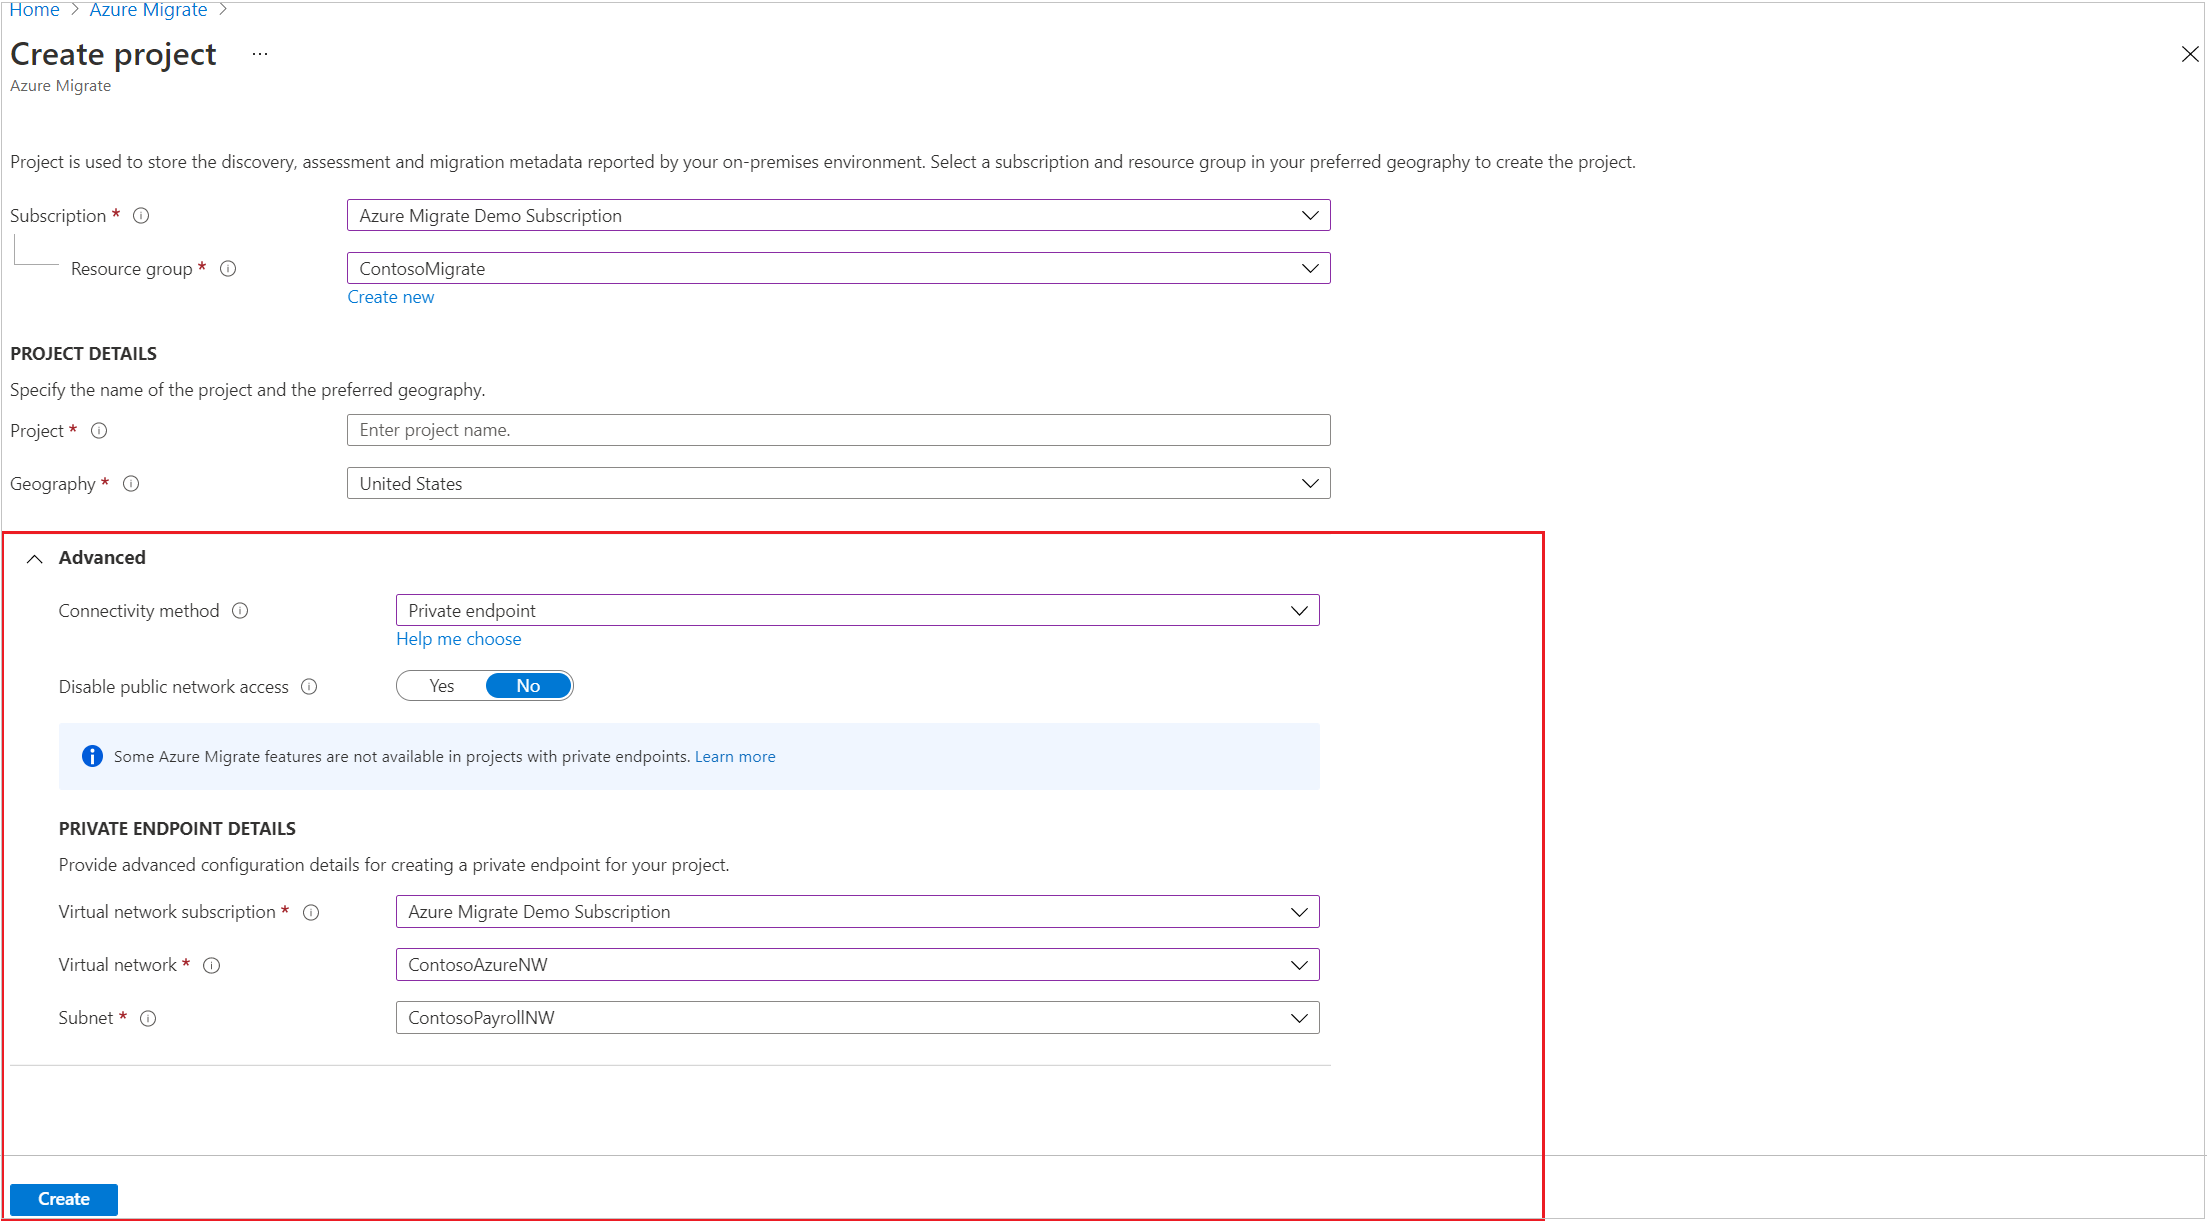 Home > Azure Migrate >
Create project ...
Azure Migrate
Project is used to store the discovery, assessment and migration metadata reported by your on-premises environment. Select a subscription and resource group in your preferred geography to create the project.
Subscription * Azure Migrate Demo Subscription
Resource group * ContosoMigrate
Create new
PROJECT DETAILS
Specify the name of the project and the preferred geography.
Project * Enter project name.
Geography * United States
Advanced
Connectivity method Private endpoint
Help me choose
Disable public network access Yes No
Some Azure Migrate features are not available in projects with private endpoints. Learn more
PRIVATE ENDPOINT DETAILS
Provide advanced configuration details for creating a private endpoint for your project.
Virtual network subscription * Azure Migrate Demo Subscription
Virtual network * ContosoAzureNW
Subnet * ContosoPayrollNW
Create